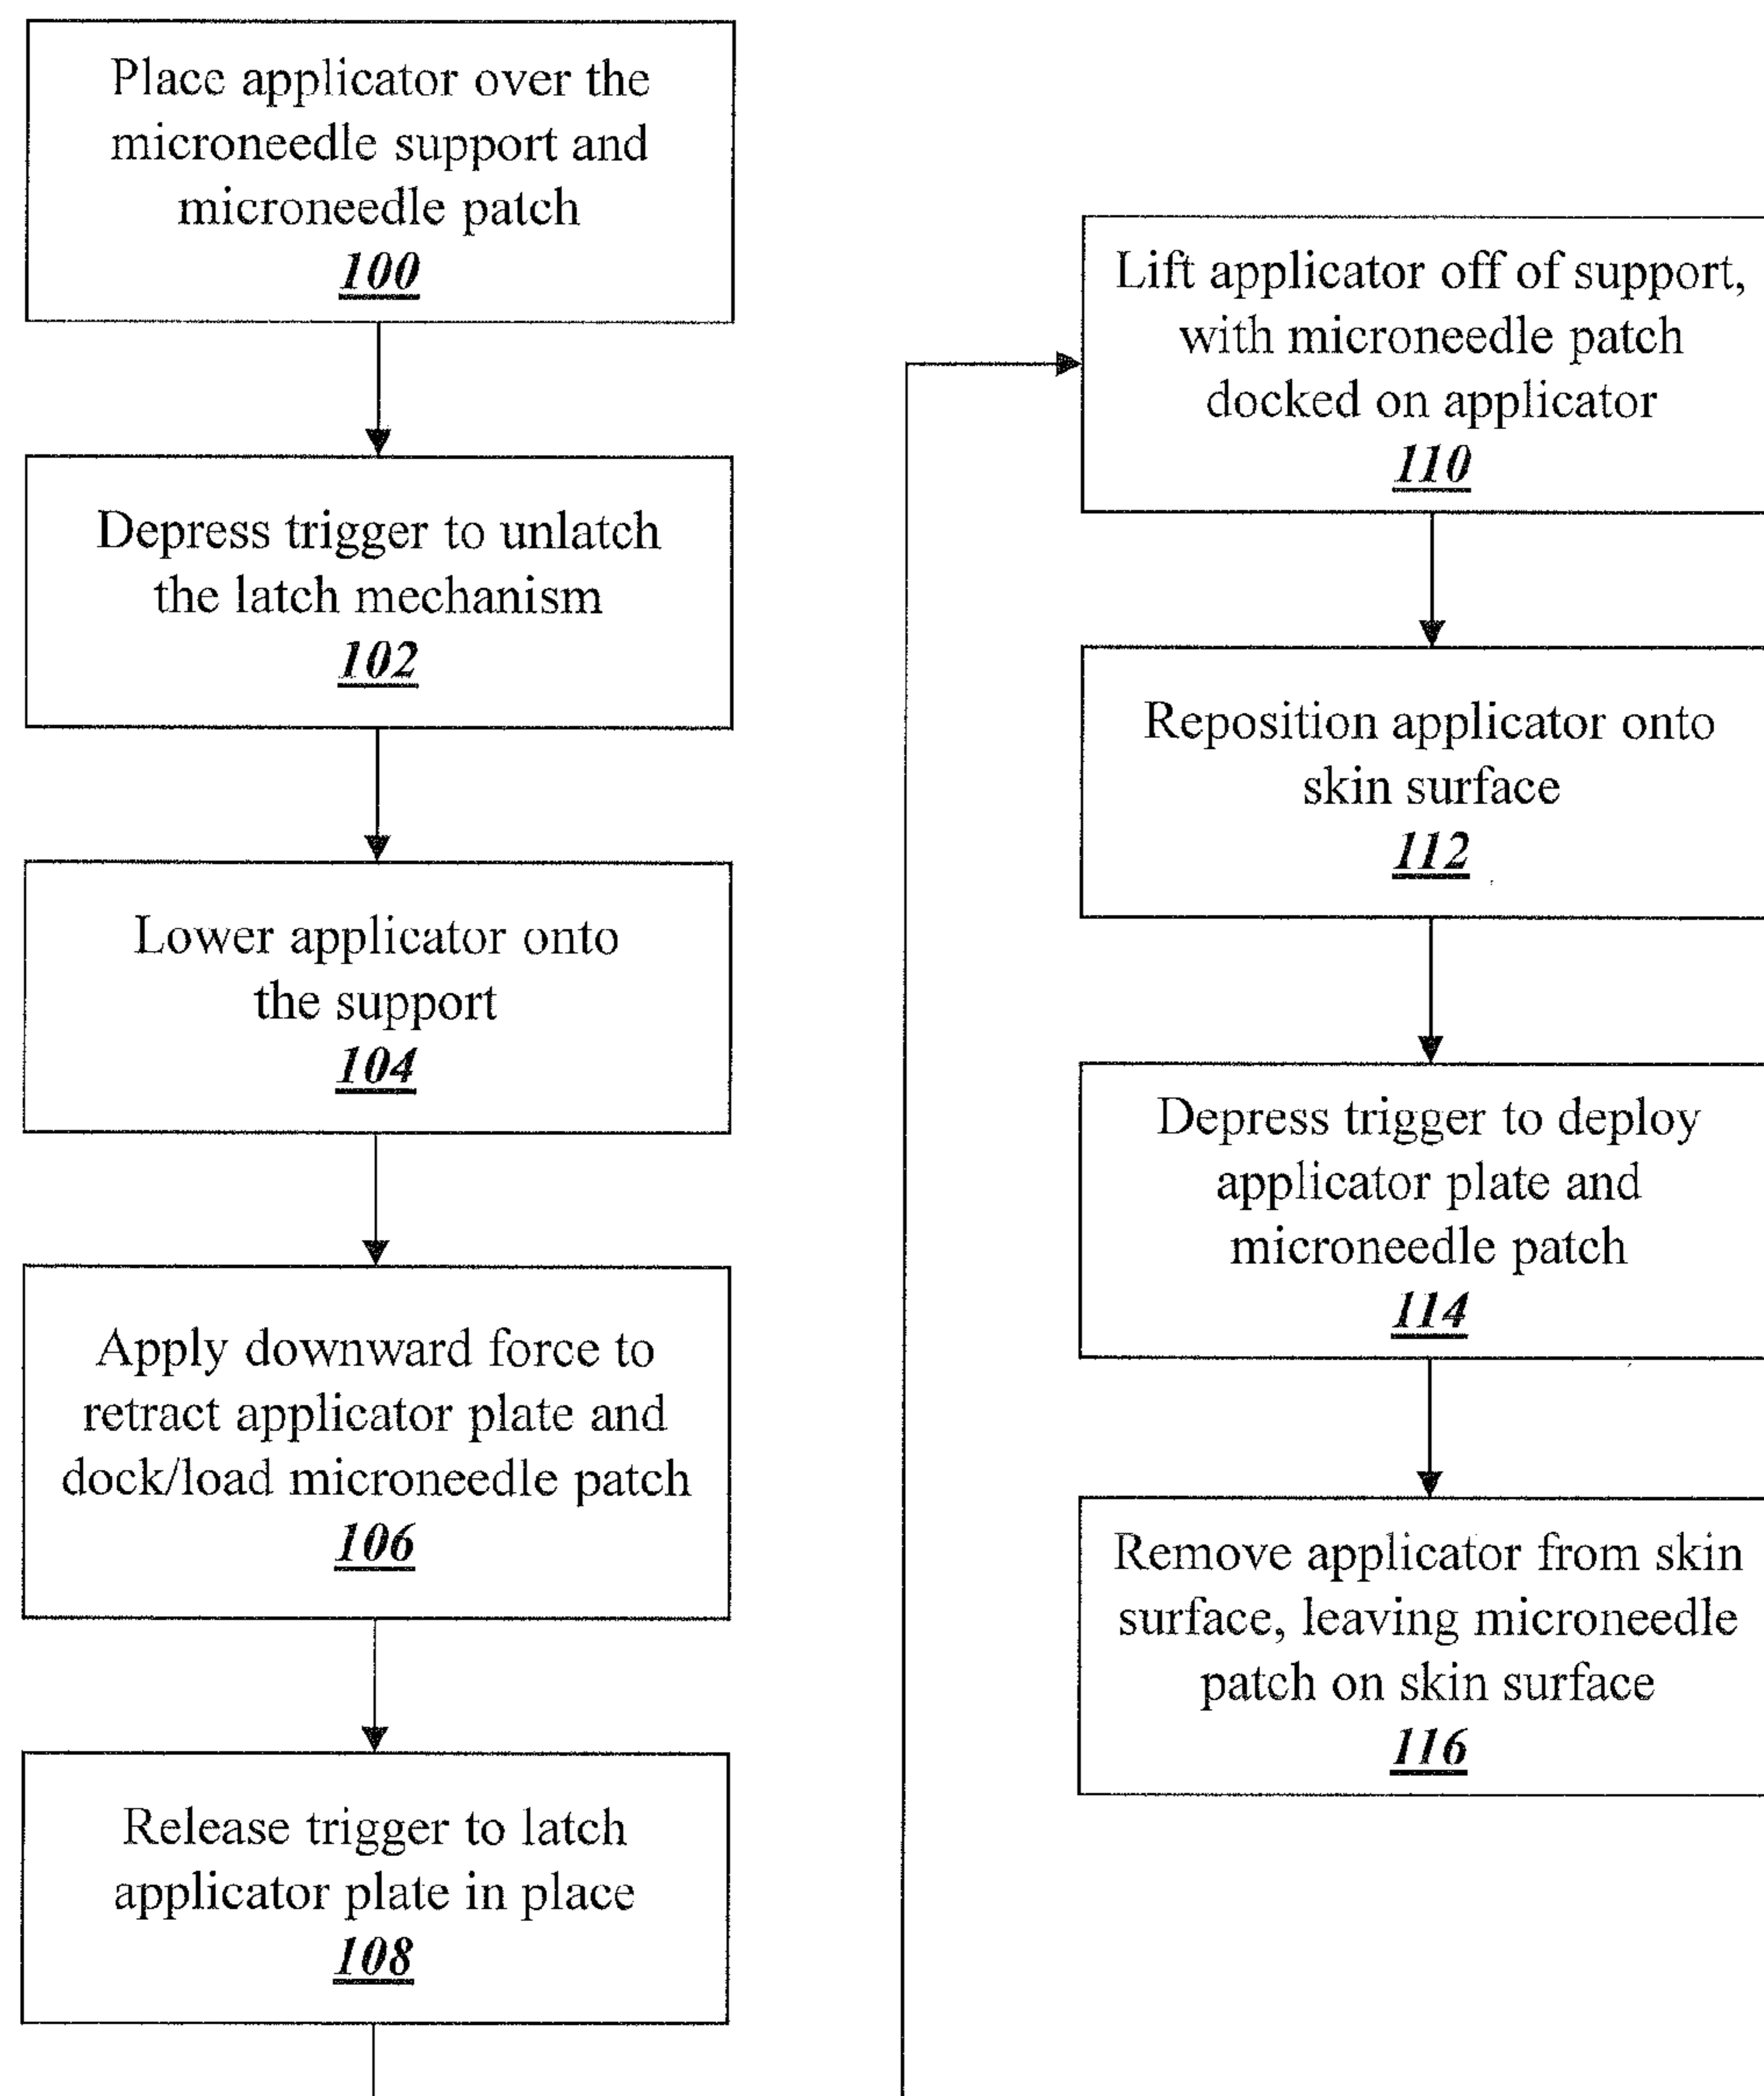 Place applicator over the
microneedle support and
microneedle patch
100
Depress trigger to unlatch
the latch mechanism
102
Lower applicator onto
the support
104
Apply downward force to
retract applicator plate and
dock/load microneedle patch
106
Release trigger to latch
applicator plate in place
108
Lift applicator off of support,
with microneedle patch
docked on applicator
110
Reposition applicator onto
skin surface
112
Depress trigger to deploy
applicator plate and
microneedle patch
114
Remove applicator from skin
surface, leaving microneedle
patch on skin surface
116